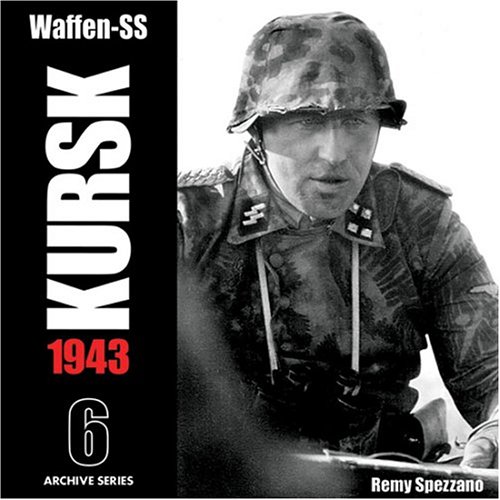 Waffen-SS
KURSK
1943
6
ARCHIVE SERIES
Remy Spezzano